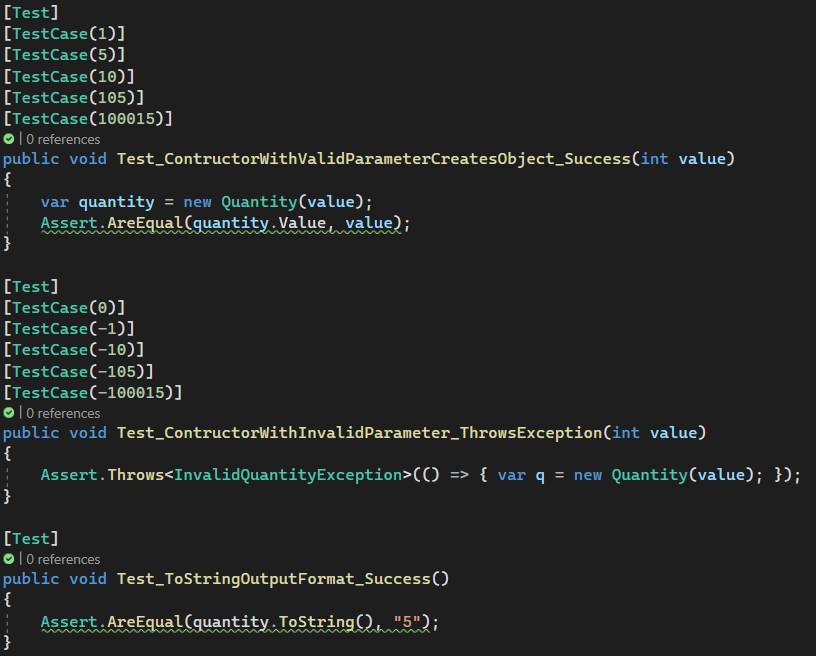 [Test]
[TestCase(1)]
[TestCase(5)]
[TestCase(10)]
[TestCase(105)]
[TestCase(100015)]
| 0 references
public void Test_ContructorWithValidParameterCreatesObject_Success(int value)
{
    var quantity = new Quantity(value);
    Assert.AreEqual(quantity.Value, value);
}

[Test]
[TestCase(0)]
[TestCase(-1)]
[TestCase(-10)]
[TestCase(-105)]
[TestCase(-100015)]
| 0 references
public void Test_ContructorWithInvalidParameter_ThrowsException(int value)
{
    Assert.Throws<InvalidQuantityException>(() => { var q = new Quantity(value); });
}

[Test]
| 0 references
public void Test_ToStringOutputFormat_Success()
{
    Assert.AreEqual(quantity.ToString(), "5");
}